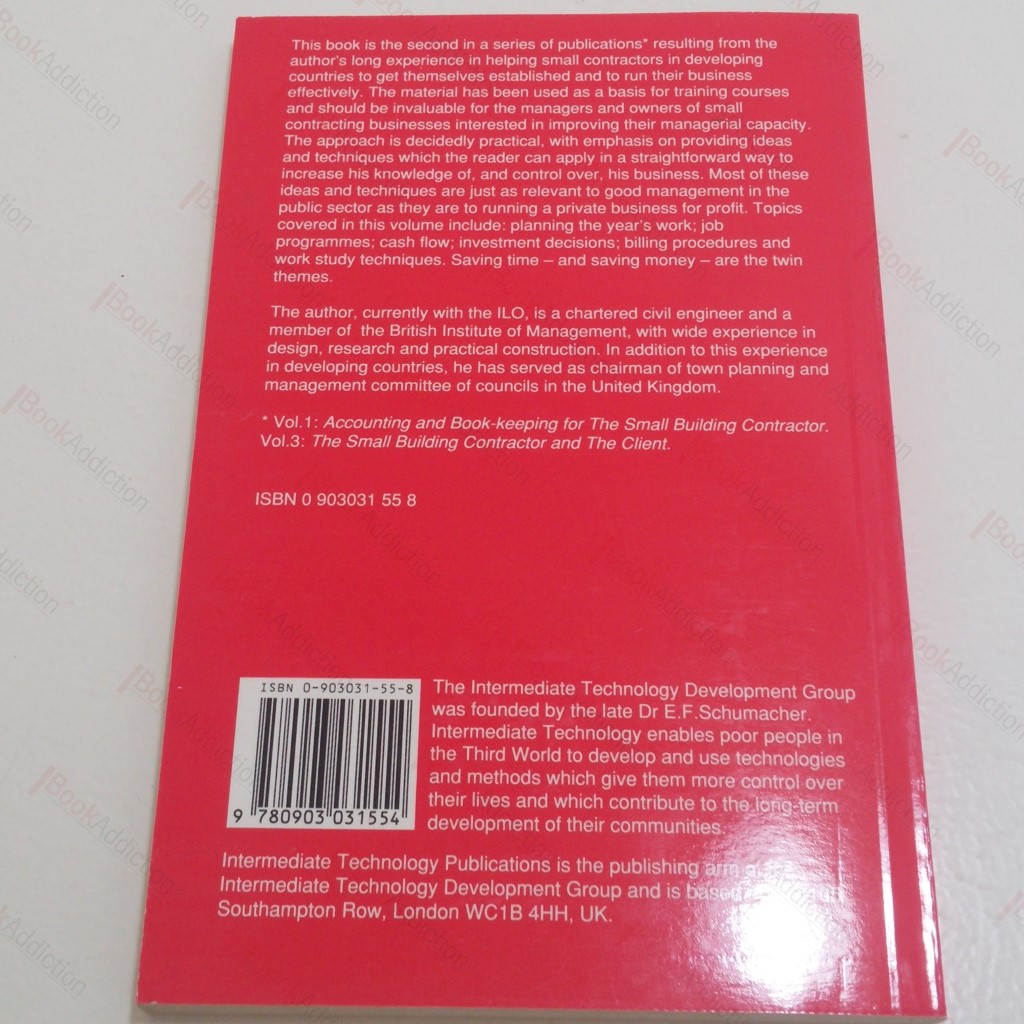 This book is the second in a series of publications* resulting from the
author's long experience in helping small contractors in developing
countries to get themselves established and to run their business
effectively. The material has been used as a basis for training courses
and should be invaluable for the managers and owners of small
contracting businesses interested in improving their managerial capacity.
The approach is decidedly practical, with emphasis on providing ideas
and techniques which the reader can apply in a straightforward way to
increase his knowledge of, and control over, his business. Most of these
ideas and techniques are just as relevant to good management in the
public sector as they are to running a private business for profit. Topics
covered in this volume include: planning the year's work; job
programmes; cash flow; investment decisions; billing procedures and
work study techniques. Saving time – and saving money – are the twin
themes.
The author, currently with the ILO, is a chartered civil engineer and a
member of the British Institute of Management, with wide experience in
design, research and practical construction. In addition to this experience
in developing countries, he has served as chairman of town planning and
management committee of councils in the United Kingdom.
* Vol.1: Accounting and Book-keeping for The Small Building Contractor.
Vol.3: The Small Building Contractor and The Client.
ISBN 0 903031 55 8
ISBN 0-903031-55-8
9 780903 031554
The Intermediate Technology Development Group
was founded by the late Dr E.F.Schumacher.
Intermediate Technology enables poor people in
the Third World to develop and use technologies
and methods which give them more control over
their lives and which contribute to the long-term
development of their communities.
Intermediate Technology Publications is the publishing arm
Intermediate Technology Development Group and is based
Southampton Row, London WC1B 4HH, UK.
BookAddiction